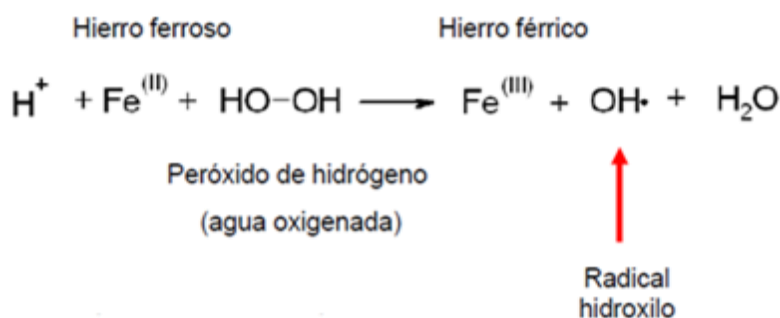 Hierro ferroso Hierro férrico
H⁺ + Fe⁽ᴵᴵ⁾ + HO−OH ⟶ Fe⁽ᴵᴵᴵ⁾ + OH• + H₂O
Peróxido de hidrógeno
(agua oxigenada)
Radical
hidroxilo